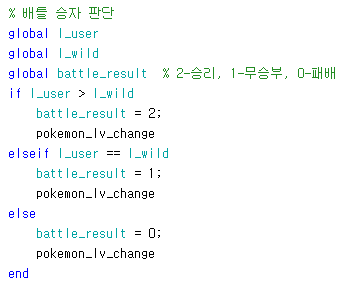 % 배틀 승자 판단
global l_user
global l_wild
global battle_result  % 2-승리, 1-무승부, 0-패배
if l_user > l_wild
    battle_result = 2;
    pokemon_lv_change
elseif l_user == l_wild
    battle_result = 1;
    pokemon_lv_change
else
    battle_result = 0;
    pokemon_lv_change
end